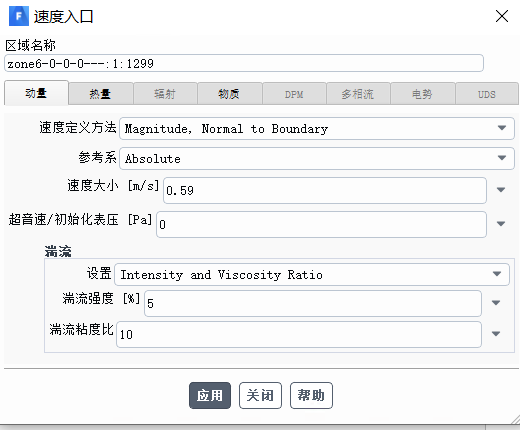 F 速度入口
区域名称
zone6-0-0-0---:1:1299
动量 热量 辐射 物质 DPM 多相流 电势 UDS
速度定义方法 Magnitude, Normal to Boundary
参考系 Absolute
速度大小 [m/s] 0.59
超音速/初始化表压 [Pa] 0
湍流
设置 Intensity and Viscosity Ratio
湍流强度 [%] 5
湍流粘度比 10
应用 关闭 帮助